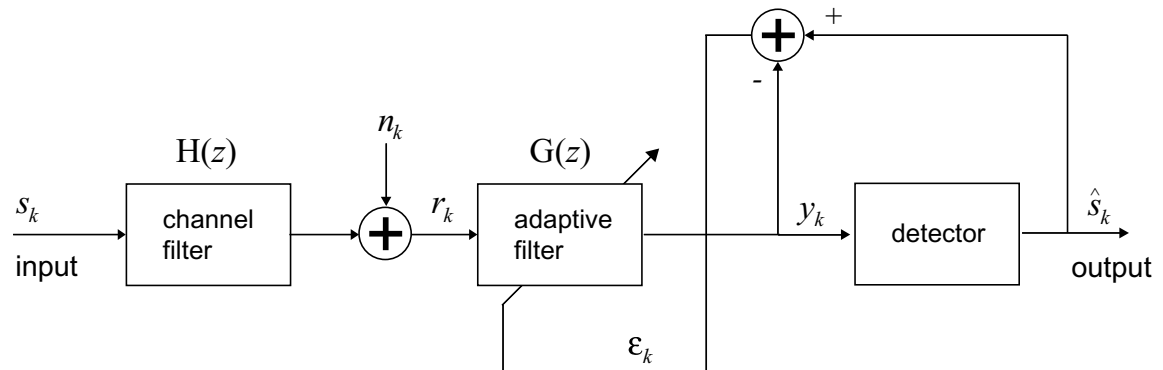 +
-
n_k
H(z)
G(z)
s_k
channel
filter
r_k
adaptive
filter
y_k
detector
ŝ_k
input
output
ε_k